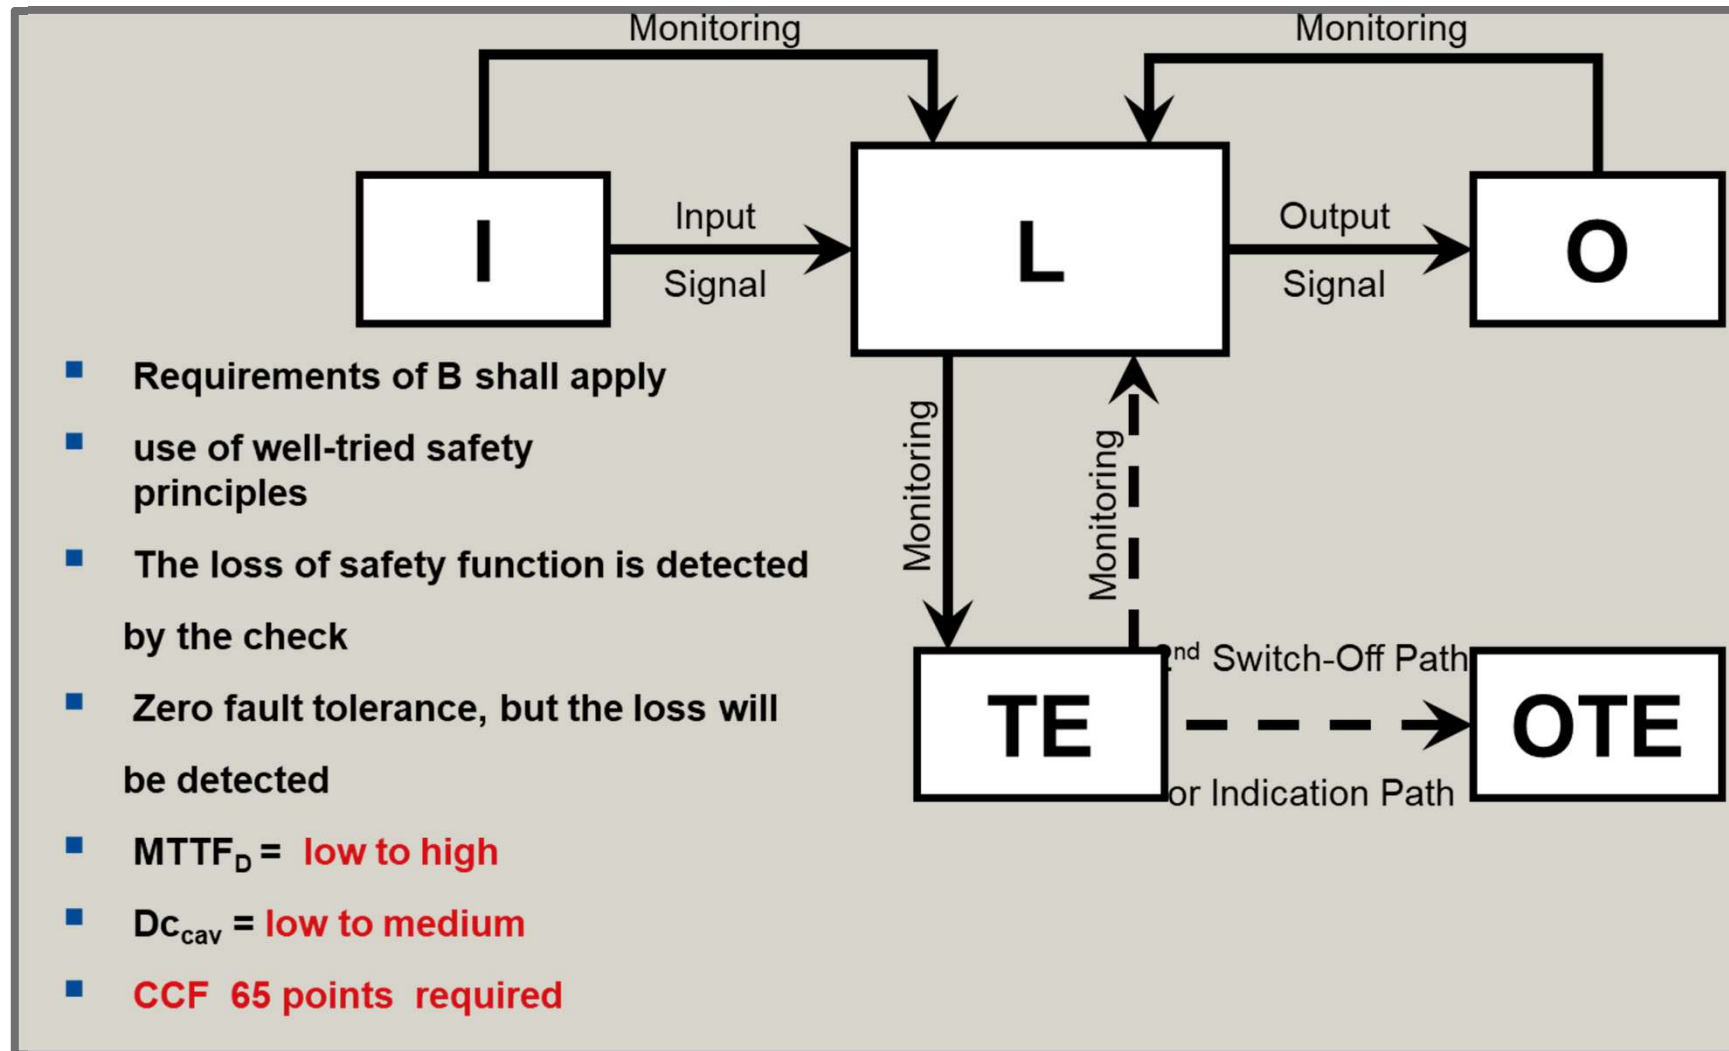 Monitoring
Monitoring
I
Input
Signal
L
Output
Signal
O
Requirements of B shall apply
use of well-tried safety
principles
The loss of safety function is detected
by the check
Zero fault tolerance, but the loss will
be detected
MTTFD = low to high
Dccav = low to medium
CCF 65 points required
Monitoring
Monitoring
2nd Switch-Off Path
TE
OTE
or Indication Path